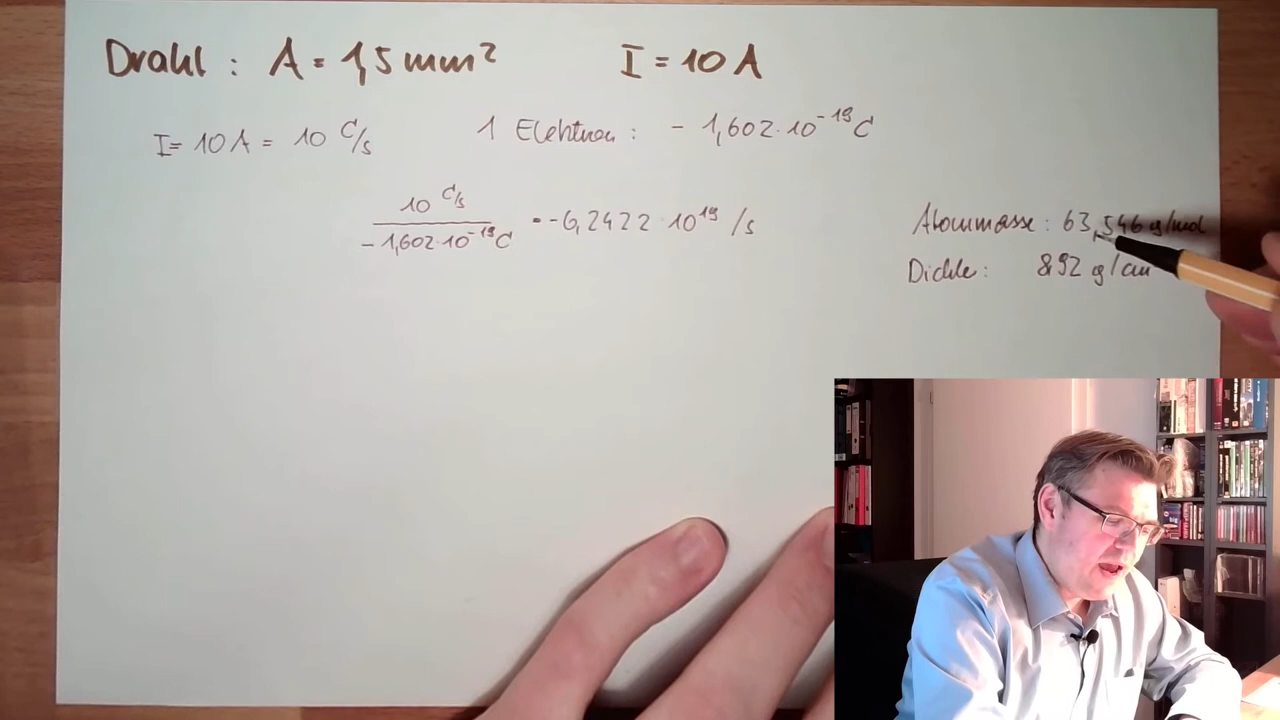 Draht : A = 1,5 mm² I = 10 A
I = 10 A = 10 C/s 1 Elektron : - 1,602·10⁻¹⁹ C
10 C/s
- 1,602·10⁻¹⁹ C = -6,2422·10¹⁹ /s
Atommasse : 63,546 g/mol
Dichte : 8,92 g/cm